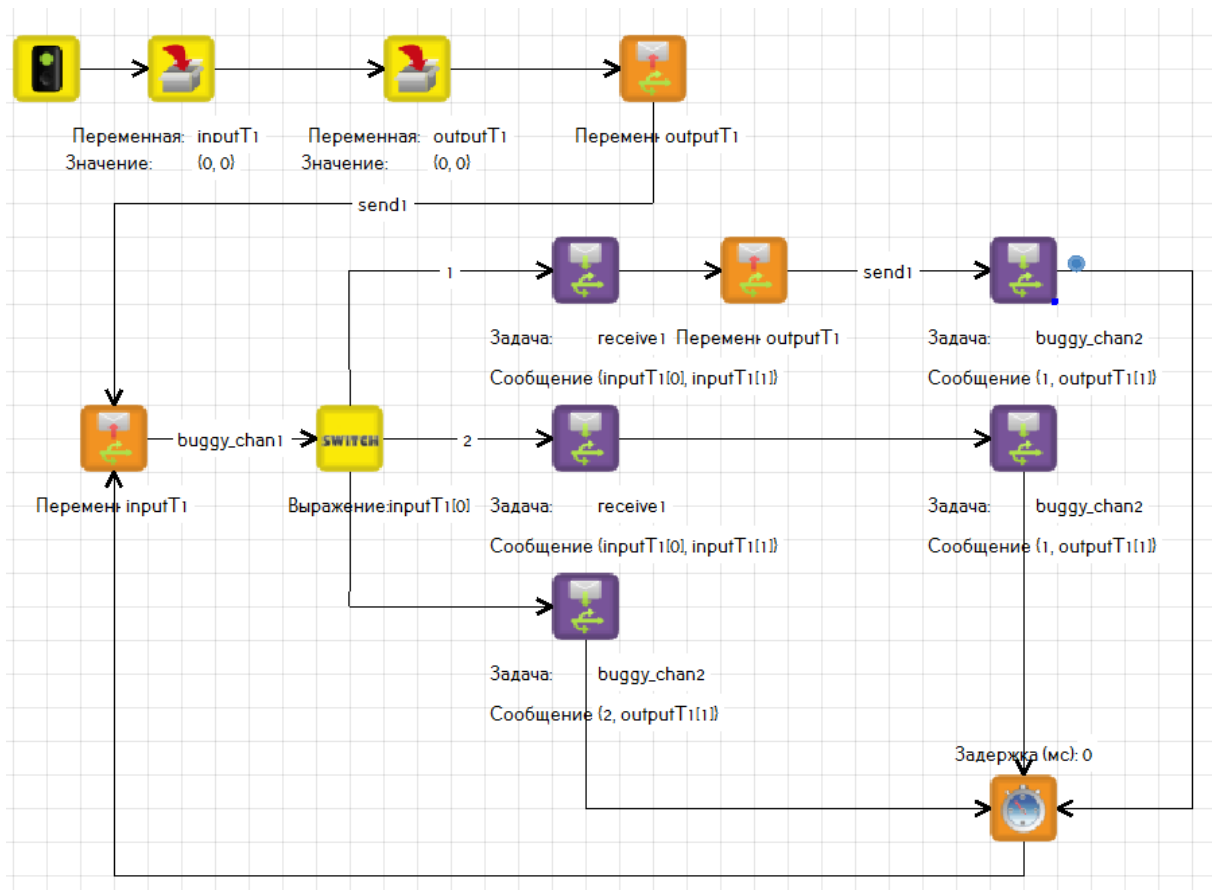 Переменная: inputT1
Значение: {0, 0}
Переменная: outputT1
Значение: {0, 0}
Перемен outputT1
send1
1
send1
Задача: receive1
Сообщение {inputT1[0], inputT1[1]}
Перемен outputT1
Задача: buggy_chan2
Сообщение {1, outputT1[1]}
buggy_chan1
SWITCH
2
Перемен inputT1
Выражение:inputT1[0]
Задача: receive1
Сообщение {inputT1[0], inputT1[1]}
Задача: buggy_chan2
Сообщение {1, outputT1[1]}
Задача: buggy_chan2
Сообщение {2, outputT1[1]}
Задержка (мс): 0